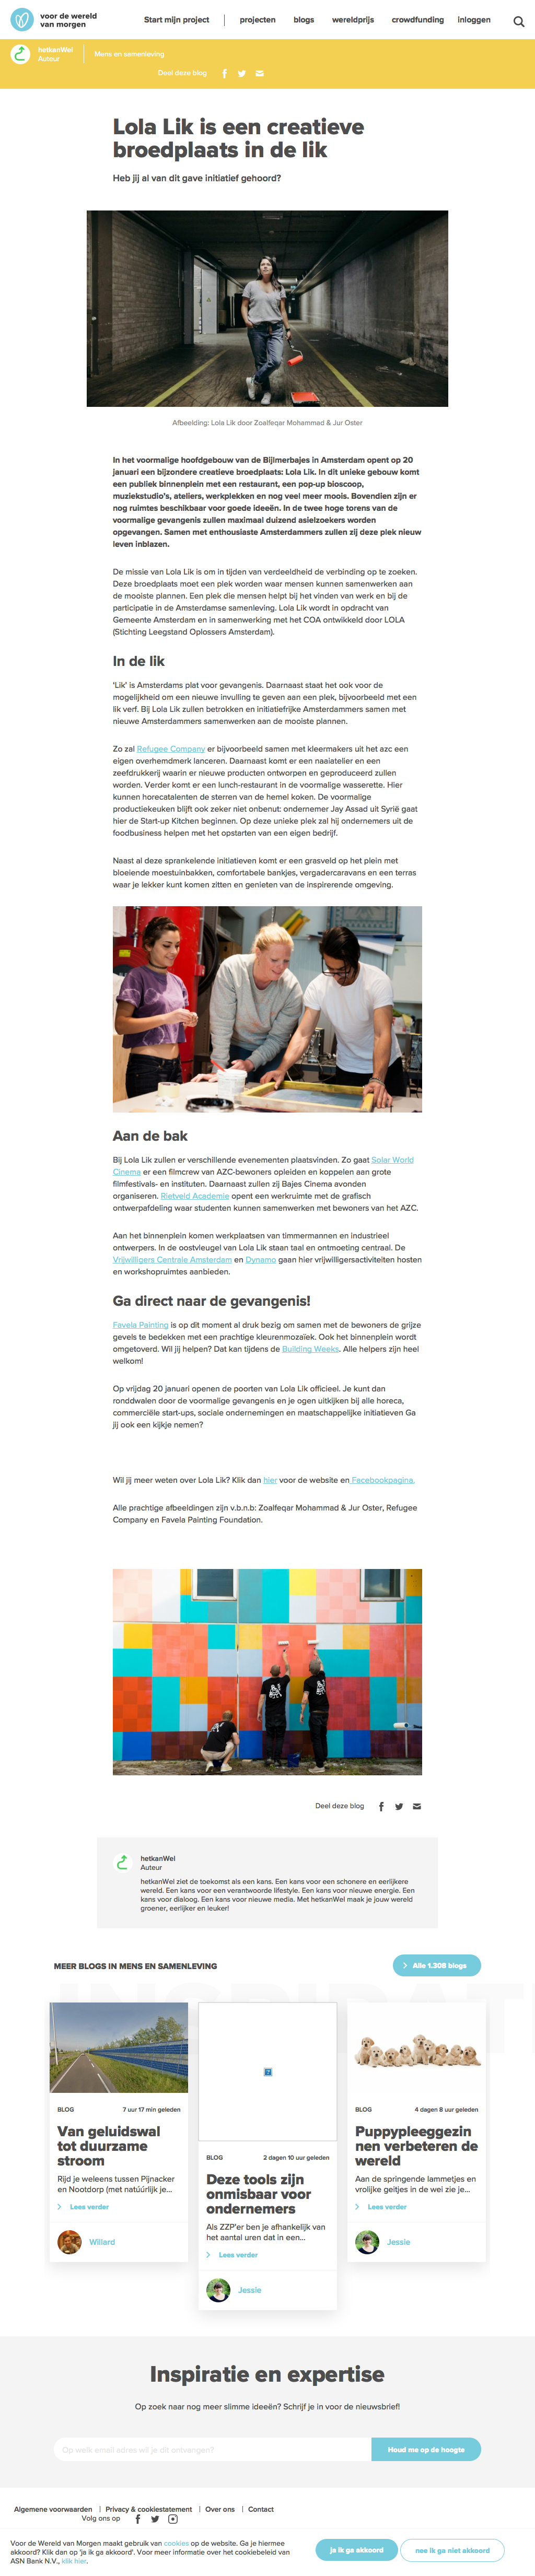 voor de wereld
van morgen
Start mijn project
projecten
blogs
wereldprijs
crowdfunding
inloggen
hetkanWel
Auteur
Mens en samenleving
Deel deze blog
Lola Lik is een creatieve
broedplaats in de lik
Heb jij al van dit gave initiatief gehoord?
Afbeelding: Lola Lik door Zoalfeqar Mohammad & Jur Oster
In het voormalige hoofdgebouw van de Bijlmerbajes in Amsterdam opent op 20
januari een bijzondere creatieve broedplaats: Lola Lik. In dit unieke gebouw komt
een publiek binnenplein met een restaurant, een pop-up bioscoop,
muziekstudio's, ateliers, werkplekken en nog veel meer moois. Bovendien zijn er
nog ruimtes beschikbaar voor goede ideeën. In de twee hoge torens van de
voormalige gevangenis zullen maximaal duizend asielzoekers worden
opgevangen. Samen met enthousiaste Amsterdammers zullen zij deze plek nieuw
leven inblazen.
De missie van Lola Lik is om in tijden van verdeeldheid de verbinding op te zoeken.
Deze broedplaats moet een plek worden waar mensen kunnen samenwerken aan
de mooiste plannen. Een plek die mensen helpt bij het vinden van werk en bij de
participatie in de Amsterdamse samenleving. Lola Lik wordt in opdracht van
Gemeente Amsterdam en in samenwerking met het COA ontwikkeld door LOLA
(Stichting Leegstand Oplossers Amsterdam).
In de lik
'Lik' is Amsterdams plat voor gevangenis. Daarnaast staat het ook voor de
mogelijkheid om een nieuwe invulling te geven aan een plek, bijvoorbeeld met een
lik verf. Bij Lola Lik zullen betrokken en initiatiefrijke Amsterdammers samen met
nieuwe Amsterdammers samenwerken aan de mooiste plannen.
Zo zal Refugee Company er bijvoorbeeld samen met kleermakers uit het azc een
eigen overhemdmerk lanceren. Daarnaast komt er een naaiatelier en een
zeefdrukkerij waarin er nieuwe producten ontworpen en geproduceerd zullen
worden. Verder komt er een lunch-restaurant in de voormalige wasserette. Hier
kunnen horecatalenten de sterren van de hemel koken. De voormalige
productiekeuken blijft ook zeker niet onbenut: ondernemer Jay Assad uit Syrië gaat
hier de Start-up Kitchen beginnen. Op deze unieke plek zal hij ondernemers uit de
foodbusiness helpen met het opstarten van een eigen bedrijf.
Naast al deze sprankelende initiatieven komt er een grasveld op het plein met
bloeiende moestuinbakken, comfortabele bankjes, vergadercaravans en een terras
waar je lekker kunt komen zitten en genieten van de inspirerende omgeving.
Aan de bak
Bij Lola Lik zullen er verschillende evenementen plaatsvinden. Zo gaat Solar World
Cinema er een filmcrew van AZC-bewoners opleiden en koppelen aan grote
filmfestivals- en instituten. Daarnaast zullen zij Bajes Cinema avonden
organiseren. Rietveld Academie opent een werkruimte met de grafisch
ontwerpafdeling waar studenten kunnen samenwerken met bewoners van het AZC.
Aan het binnenplein komen werkplaatsen van timmermannen en industrieel
ontwerpers. In de oostvleugel van Lola Lik staan taal en ontmoeting centraal. De
Vrijwilligers Centrale Amsterdam en Dynamo gaan hier vrijwilligersactiviteiten hosten
en workshopruimtes aanbieden.
Ga direct naar de gevangenis!
Favela Painting is op dit moment al druk bezig om samen met de bewoners de grijze
gevels te bedekken met een prachtige kleurenmozaïek. Ook het binnenplein wordt
omgetoverd. Wil jij helpen? Dat kan tijdens de Building Weeks. Alle helpers zijn heel
welkom!
Op vrijdag 20 januari openen de poorten van Lola Lik officieel. Je kunt dan
ronddwalen door de voormalige gevangenis en je ogen uitkijken bij alle horeca,
commerciële start-ups, sociale ondernemingen en maatschappelijke initiatieven Ga
jij ook een kijkje nemen?
Wil jij meer weten over Lola Lik? Klik dan hier voor de website en Facebookpagina.
Alle prachtige afbeeldingen zijn v.b.n.b: Zoalfeqar Mohammad & Jur Oster, Refugee
Company en Favela Painting Foundation.
Deel deze blog
hetkanWel
Auteur
hetkanWel ziet de toekomst als een kans. Een kans voor een schonere en eerlijkere
wereld. Een kans voor een verantwoorde lifestyle. Een kans voor nieuwe energie. Een
kans voor dialoog. Een kans voor nieuwe media. Met hetkanWel maak je jouw wereld
groener, eerlijker en leuker!
MEER BLOGS IN MENS EN SAMENLEVING
Alle 1.308 blogs
BLOG 7 uur 17 min geleden
Van geluidswal
tot duurzame
stroom
Rijd je weleens tussen Pijnacker
en Nootdorp (met natúúrlijk je...
Lees verder
Willard
BLOG 2 dagen 10 uur geleden
Deze tools zijn
onmisbaar voor
ondernemers
Als ZZP'er ben je afhankelijk van
het aantal uren dat in een...
Lees verder
Jessie
BLOG 4 dagen 8 uur geleden
Puppypleeggezin
nen verbeteren de
wereld
Aan de springende lammetjes en
vrolijke geitjes in de wei zie je...
Lees verder
Jessie
Inspiratie en expertise
Op zoek naar nog meer slimme ideeën? Schrijf je in voor de nieuwsbrief!
Op welk email adres wil je dit ontvangen?
Houd me op de hoogte
Algemene voorwaarden | Privacy & cookiestatement | Over ons | Contact
Volg ons op
Voor de Wereld van Morgen maakt gebruik van cookies op de website. Ga je hiermee
akkoord? Klik dan op 'ja ik ga akkoord'. Voor meer informatie over het cookiebeleid van
ASN Bank N.V., klik hier.
ja ik ga akkoord
nee ik ga niet akkoord